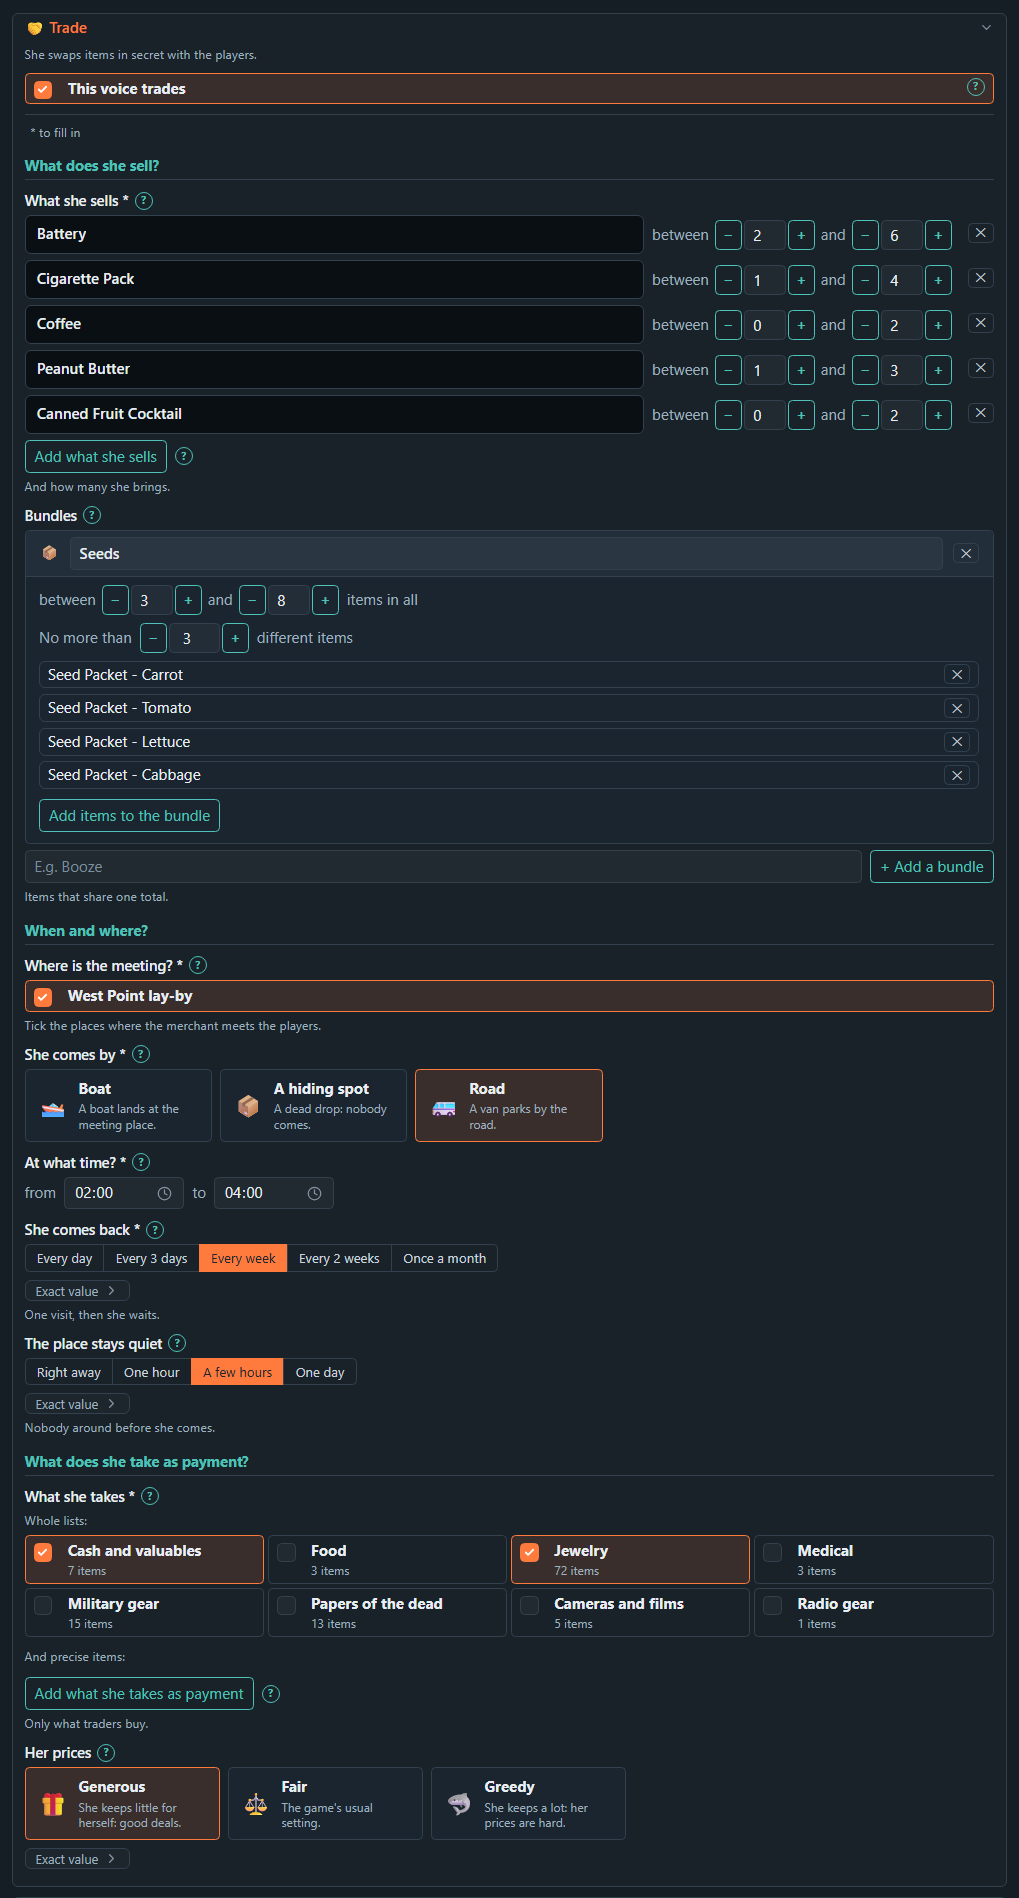 Trade
She swaps items in secret with the players.
This voice trades
?
* to fill in
What does she sell?
What she sells * ?
Battery between − 2 + and − 6 +
Cigarette Pack between − 1 + and − 4 +
Coffee between − 0 + and − 2 +
Peanut Butter between − 1 + and − 3 +
Canned Fruit Cocktail between − 0 + and − 2 +
Add what she sells ?
And how many she brings.
Bundles ?
Seeds
between − 3 + and − 8 + items in all
No more than − 3 + different items
Seed Packet - Carrot
Seed Packet - Tomato
Seed Packet - Lettuce
Seed Packet - Cabbage
Add items to the bundle
E.g. Booze + Add a bundle
Items that share one total.
When and where?
Where is the meeting? * ?
West Point lay-by
Tick the places where the merchant meets the players.
She comes by * ?
Boat
A boat lands at the
meeting place.
A hiding spot
A dead drop: nobody
comes.
Road
A van parks by the
road.
At what time? * ?
from 02:00 to 04:00
She comes back * ?
Every day Every 3 days Every week Every 2 weeks Once a month
Exact value
One visit, then she waits.
The place stays quiet ?
Right away One hour A few hours One day
Exact value
Nobody around before she comes.
What does she take as payment?
What she takes * ?
Whole lists:
Cash and valuables
7 items
Food
3 items
Jewelry
72 items
Medical
3 items
Military gear
15 items
Papers of the dead
13 items
Cameras and films
5 items
Radio gear
1 items
And precise items:
Add what she takes as payment ?
Only what traders buy.
Her prices ?
Generous
She keeps little for
herself: good deals.
Fair
The game's usual
setting.
Greedy
She keeps a lot: her
prices are hard.
Exact value